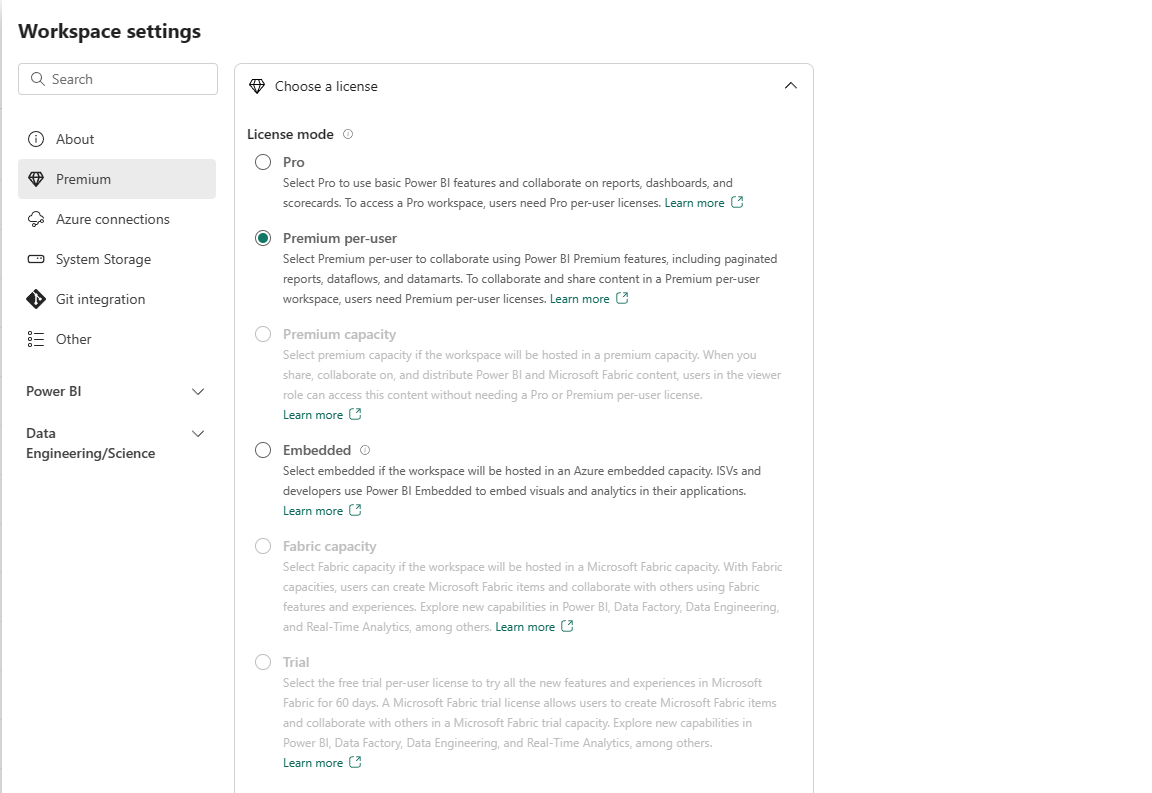 Workspace settings
Search
About
Premium
Azure connections
System Storage
Git integration
Other
Power BI
Data
Engineering/Science
Choose a license
License mode
Pro
Select Pro to use basic Power BI features and collaborate on reports, dashboards, and
scorecards. To access a Pro workspace, users need Pro per-user licenses. Learn more
Premium per-user
Select Premium per-user to collaborate using Power BI Premium features, including paginated
reports, dataflows, and datamarts. To collaborate and share content in a Premium per-user
workspace, users need Premium per-user licenses. Learn more
Premium capacity
Select premium capacity if the workspace will be hosted in a premium capacity. When you
share, collaborate on, and distribute Power BI and Microsoft Fabric content, users in the viewer
role can access this content without needing a Pro or Premium per-user license.
Learn more
Embedded
Select embedded if the workspace will be hosted in an Azure embedded capacity. ISVs and
developers use Power BI Embedded to embed visuals and analytics in their applications.
Learn more
Fabric capacity
Select Fabric capacity if the workspace will be hosted in a Microsoft Fabric capacity. With Fabric
capacities, users can create Microsoft Fabric items and collaborate with others using Fabric
features and experiences. Explore new capabilities in Power BI, Data Factory, Data Engineering,
and Real-Time Analytics, among others. Learn more
Trial
Select the free trial per-user license to try all the new features and experiences in Microsoft
Fabric for 60 days. A Microsoft Fabric trial license allows users to create Microsoft Fabric items
and collaborate with others in a Microsoft Fabric trial capacity. Explore new capabilities in
Power BI, Data Factory, Data Engineering, and Real-Time Analytics, among others.
Learn more